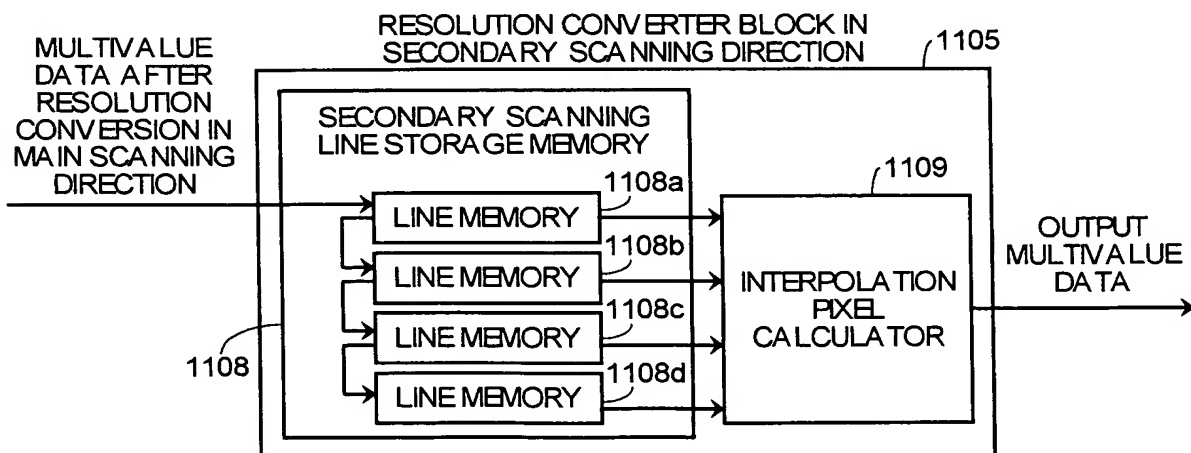 RESOLUTION CONVERTER BLOCK IN
SECONDARY SCANNING DIRECTION
1105
MULTIVALUE
DATA AFTER
RESOLUTION
CONVERSION IN
MAIN SCANNING
DIRECTION
SECONDARY SCANNING
LINE STORAGE MEMORY
1108a
LINE MEMORY
1108b
LINE MEMORY
1108c
LINE MEMORY
1108d
LINE MEMORY
1108
1109
INTERPOLATION
PIXEL
CALCULATOR
OUTPUT
MULTIVALUE
DATA